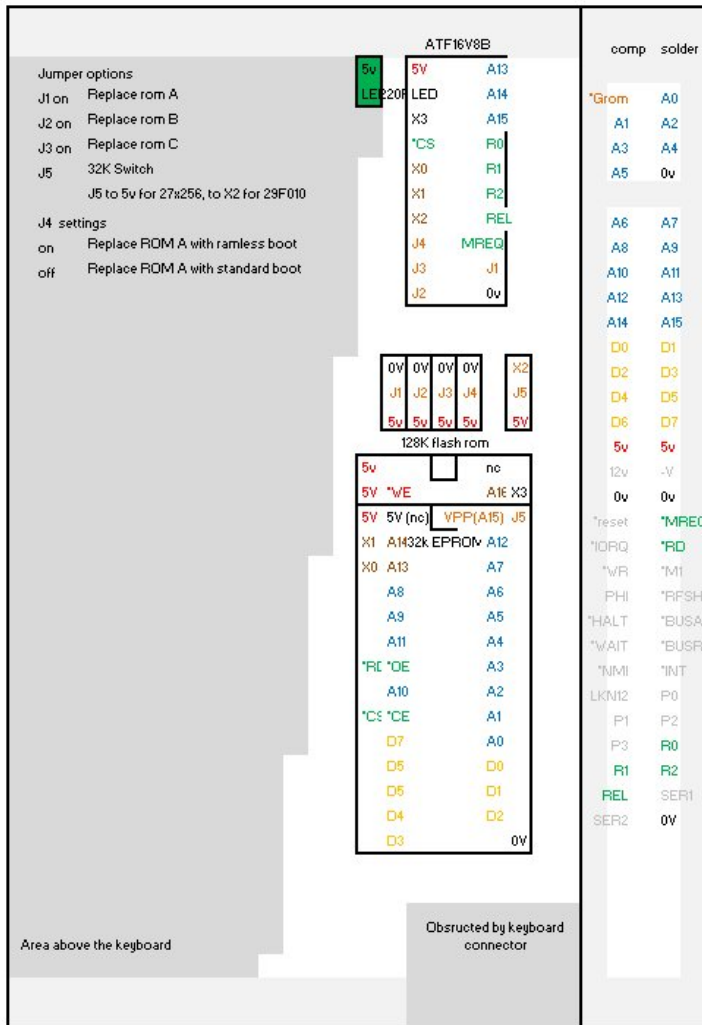 ATF16V8B
comp solder
Jumper options
J1 on Replace rom A
J2 on Replace rom B
J3 on Replace rom C
J5 32K Switch
J5 to 5v for 27x256, to X2 for 29F010
J4 settings
on Replace ROM A with ramless boot
off Replace ROM A with standard boot
5v 5V A13
LED A14
X3 A15
*CS R0
X0 R1
X1 R2
X2 REL
J4 MREQ
J3 J1
J2 0v
0V 0V 0V 0V X2
J1 J2 J3 J4 J5
5v 5v 5v 5v 5V
128K flash rom
5v nc
5V *WE A16 X3
5V 5V (nc) VPP(A15) J5
X1 A14 32k EPROM A12
X0 A13 A7
A8 A6
A9 A5
A11 A4
*RD *OE A3
A10 A2
*CS *CE A1
D7 A0
D5 D0
D5 D1
D4 D2
D3 0V
Area above the keyboard
Obsructed by keyboard
connector
*Grom A0
A1 A2
A3 A4
A5 0v
A6 A7
A8 A9
A10 A11
A12 A13
A14 A15
D0 D1
D2 D3
D4 D5
D6 D7
5v 5v
12v -V
0v 0v
*reset *MREQ
*IORQ *RD
*WR *M1
PHI *RFSH
*HALT *BUSA
*WAIT *BUSR
*NMI *INT
LKN12 P0
P1 P2
P3 R0
R1 R2
REL SER1
SER2 0V